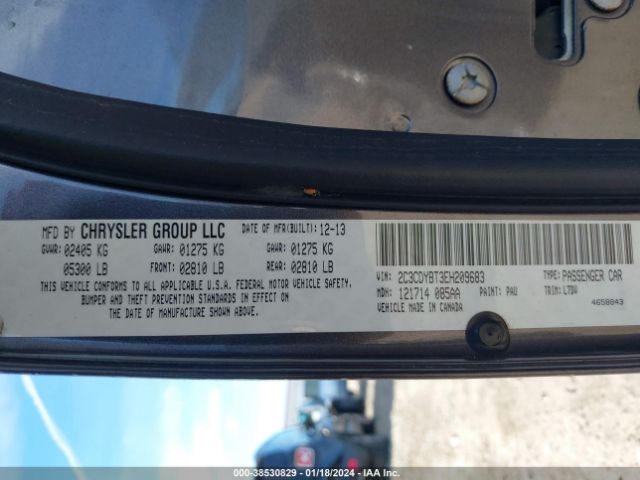 MFD BY CHRYSLER GROUP LLC DATE OF MFR(BUILT): 12-13
GVWR: 02405 KG GAWR: 01275 KG GAWR: 01275 KG
05300 LB FRONT: 02810 LB REAR: 02810 LB
THIS VEHICLE CONFORMS TO ALL APPLICABLE U.S.A. FEDERAL MOTOR VEHICLE SAFETY,
BUMPER AND THEFT PREVENTION STANDARDS IN EFFECT ON
THE DATE OF MANUFACTURE SHOWN ABOVE.
VIN: 2C3CDYBT3EH209683 TYPE: PASSENGER CAR
MDH: 121714 085AA PAINT: PAU TRIM: L7DV
VEHICLE MADE IN CANADA 4658843
000-38530829 - 01/18/2024 - IAA Inc.